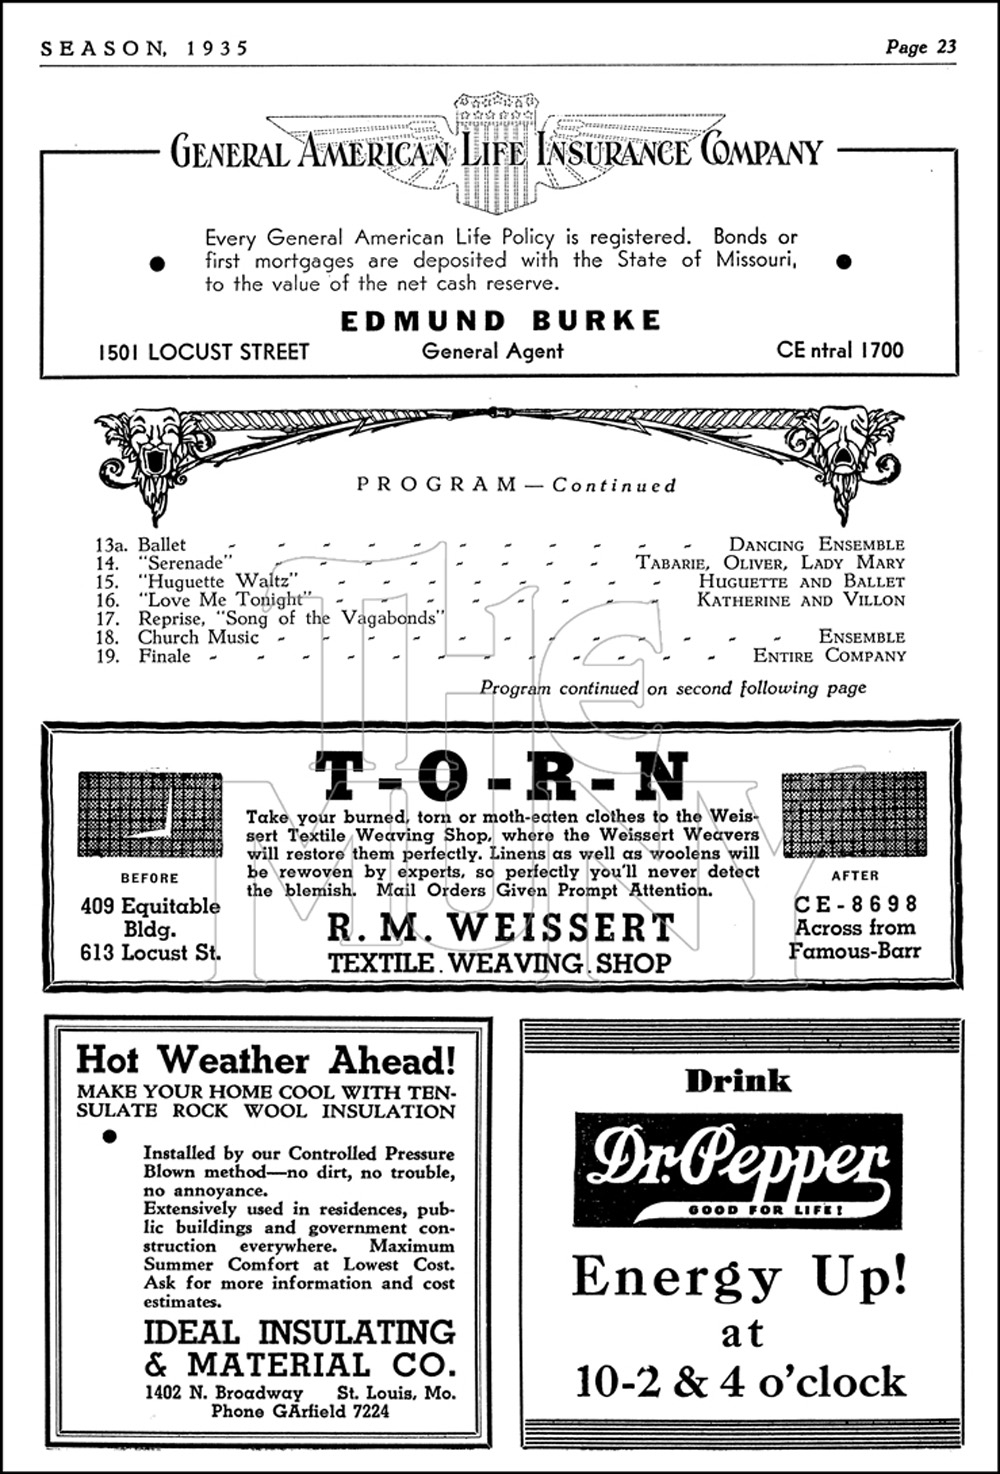 SEASON, 1935 Page 23
GENERAL AMERICAN LIFE INSURANCE COMPANY
Every General American Life Policy is registered. Bonds or
first mortgages are deposited with the State of Missouri,
to the value of the net cash reserve.
EDMUND BURKE
1501 LOCUST STREET General Agent CE ntral 1700
PROGRAM—Continued
13a. Ballet - - - - - - - - - - - DANCING ENSEMBLE
14. "Serenade" - - - - - - - - TABARIE, OLIVER, LADY MARY
15. "Huguette Waltz" - - - - - - - - HUGUETTE AND BALLET
16. "Love Me Tonight" - - - - - - - - KATHERINE AND VILLON
17. Reprise, "Song of the Vagabonds"
18. Church Music - - - - - - - - - - - - ENSEMBLE
19. Finale - - - - - - - - - - - - ENTIRE COMPANY
Program continued on second following page
THE
MUNY
T-O-R-N
Take your burned, torn or moth-eaten clothes to the Weis-
sert Textile Weaving Shop, where the Weissert Weavers
will restore them perfectly. Linens as well as woolens will
be rewoven by experts, so perfectly you'll never detect
the blemish. Mail Orders Given Prompt Attention.
BEFORE
409 Equitable
Bldg.
613 Locust St.
R. M. WEISSERT
TEXTILE WEAVING SHOP
AFTER
CE-8698
Across from
Famous-Barr
Hot Weather Ahead!
MAKE YOUR HOME COOL WITH TEN-
SULATE ROCK WOOL INSULATION
Installed by our Controlled Pressure
Blown method—no dirt, no trouble,
no annoyance.
Extensively used in residences, pub-
lic buildings and government con-
struction everywhere. Maximum
Summer Comfort at Lowest Cost.
Ask for more information and cost
estimates.
IDEAL INSULATING
& MATERIAL CO.
1402 N. Broadway St. Louis, Mo.
Phone GArfield 7224
Drink
Dr. Pepper
GOOD FOR LIFE!
Energy Up!
at
10-2 & 4 o'clock